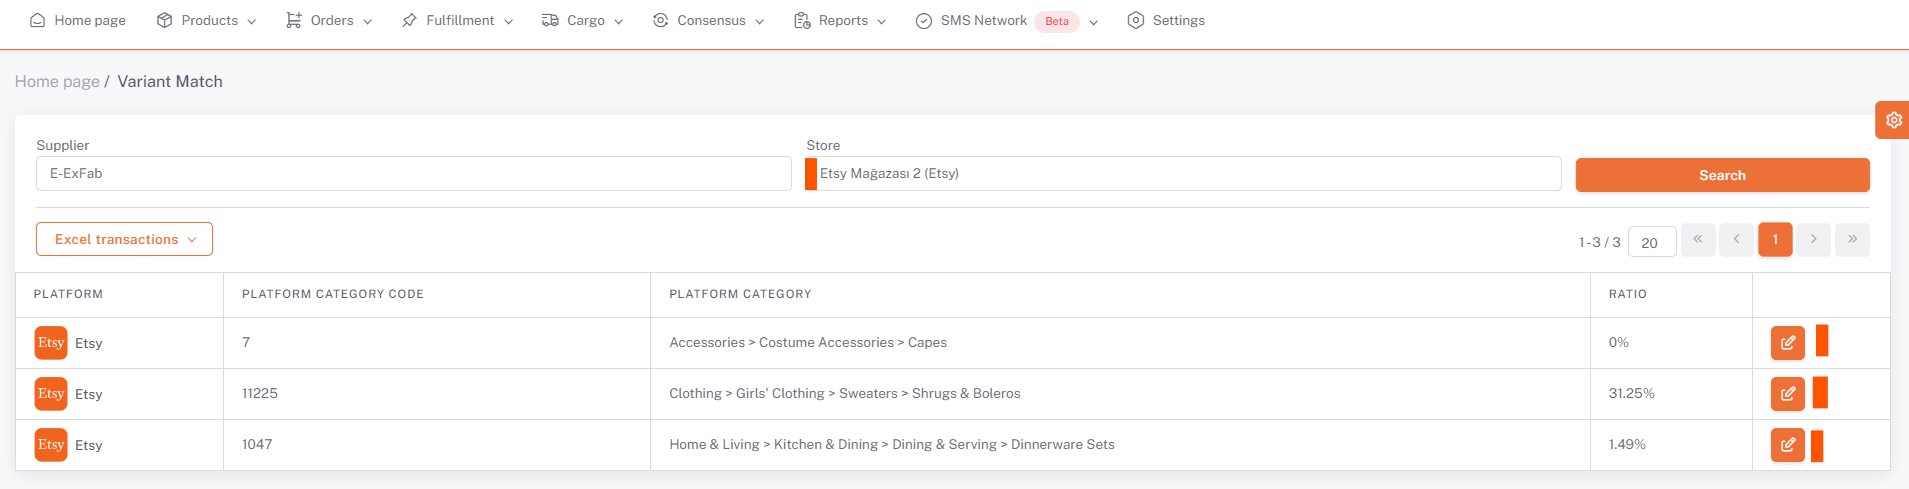 Home page Products Orders Fulfillment Cargo Consensus Reports SMS Network Beta Settings
Home page / Variant Match
Supplier Store
E-ExFab Etsy Mağazası 2 (Etsy) Search
Excel transactions 1 - 3 / 3 20 « < 1 > »
PLATFORM PLATFORM CATEGORY CODE PLATFORM CATEGORY RATIO
Etsy Etsy 7 Accessories > Costume Accessories > Capes 0%
Etsy Etsy 11225 Clothing > Girls' Clothing > Sweaters > Shrugs & Boleros 31.25%
Etsy Etsy 1047 Home & Living > Kitchen & Dining > Dining & Serving > Dinnerware Sets 1.49%